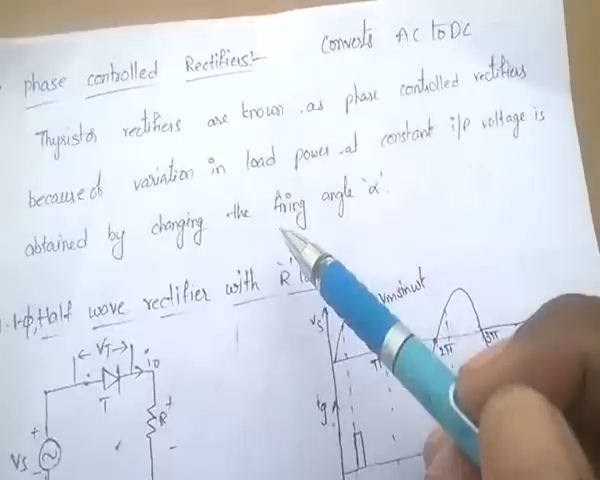 phase controlled Rectifiers:- Converts AC to DC
Thyristor rectifiers are known as phase controlled rectifiers
because of variation in load power at constant i/p voltage is
obtained by changing the firing angle 'α'.
1. 1-ϕ, Half wave rectifier with 'R'
Vs Vmsinωt
VT io
T
R
+
-
+
Vs
-
π 2π 3π
ig